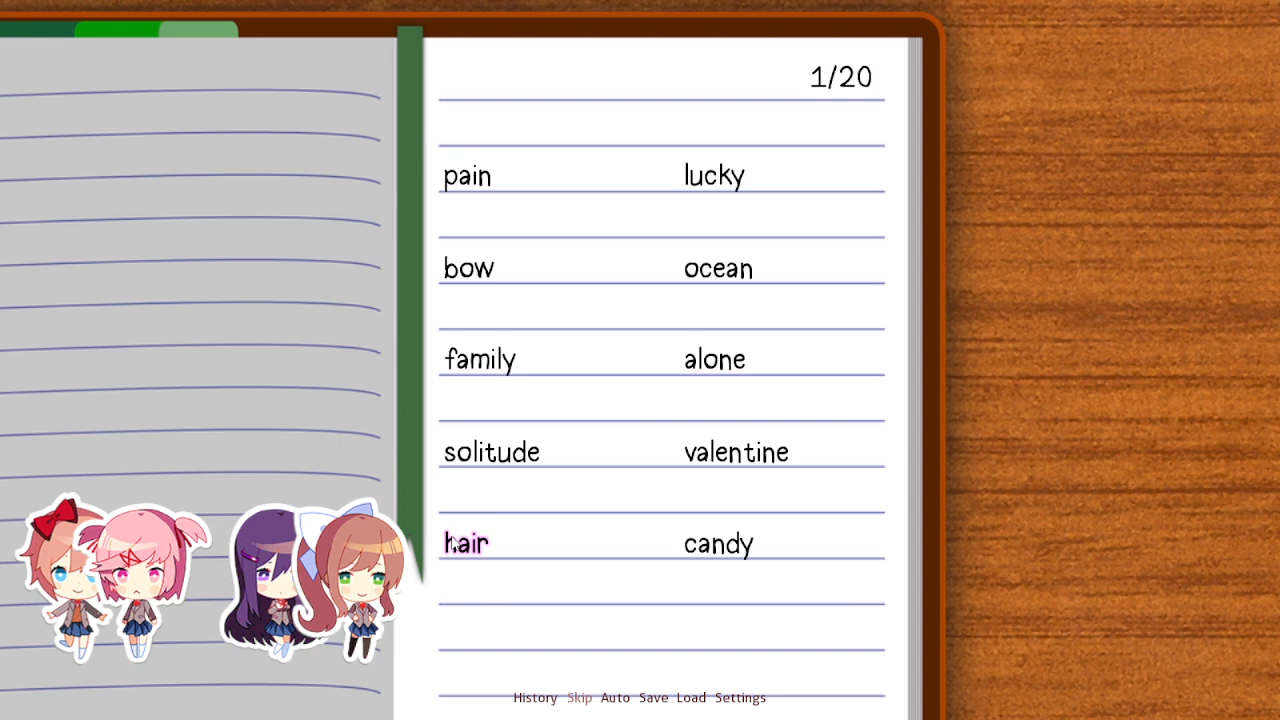 1/20
pain lucky
bow ocean
family alone
solitude valentine
hair candy
History Skip Auto Save Load Settings